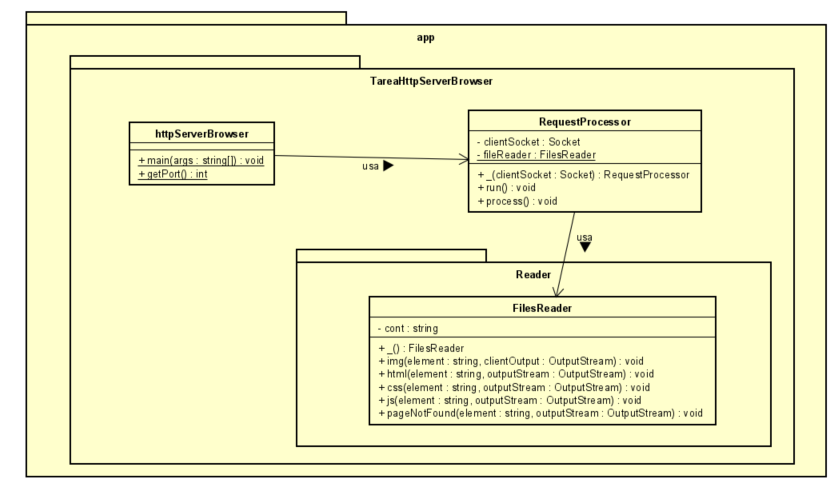 app
TareaHttpServerBrowser
httpServerBrowser
+ main(args : string[]) : void
+ getPort() : int
usa
RequestProcessor
- clientSocket : Socket
- fileReader : FilesReader
+ _(clientSocket : Socket) : RequestProcessor
+ run() : void
+ process() : void
usa
Reader
FilesReader
- cont : string
+ _() : FilesReader
+ img(element : string, clientOutput : OutputStream) : void
+ html(element : string, outputStream : OutputStream) : void
+ css(element : string, outputStream : OutputStream) : void
+ js(element : string, outputStream : OutputStream) : void
+ pageNotFound(element : string, outputStream : OutputStream) : void